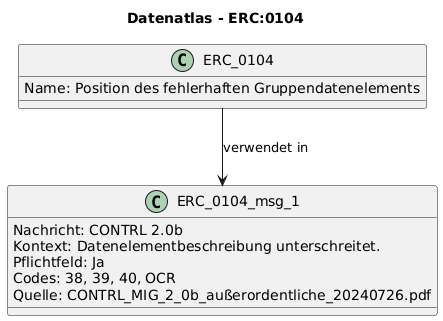 Datenatlas - ERC:0104
C ERC_0104
Name: Position des fehlerhaften Gruppendatenelements
verwendet in
C ERC_0104_msg_1
Nachricht: CONTRL 2.0b
Kontext: Datenelementbeschreibung unterschreitet.
Pflichtfeld: Ja
Codes: 38, 39, 40, OCR
Quelle: CONTRL_MIG_2_0b_außerordentliche_20240726.pdf